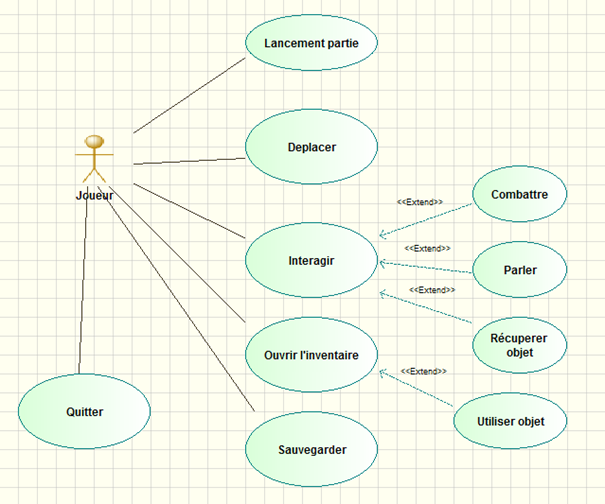 Lancement partie
Deplacer
Joueur
Combattre
<<Extend>>
Interagir
<<Extend>>
Parler
<<Extend>>
Récuperer
objet
Ouvrir l'inventaire
<<Extend>>
Utiliser objet
Quitter
Sauvegarder